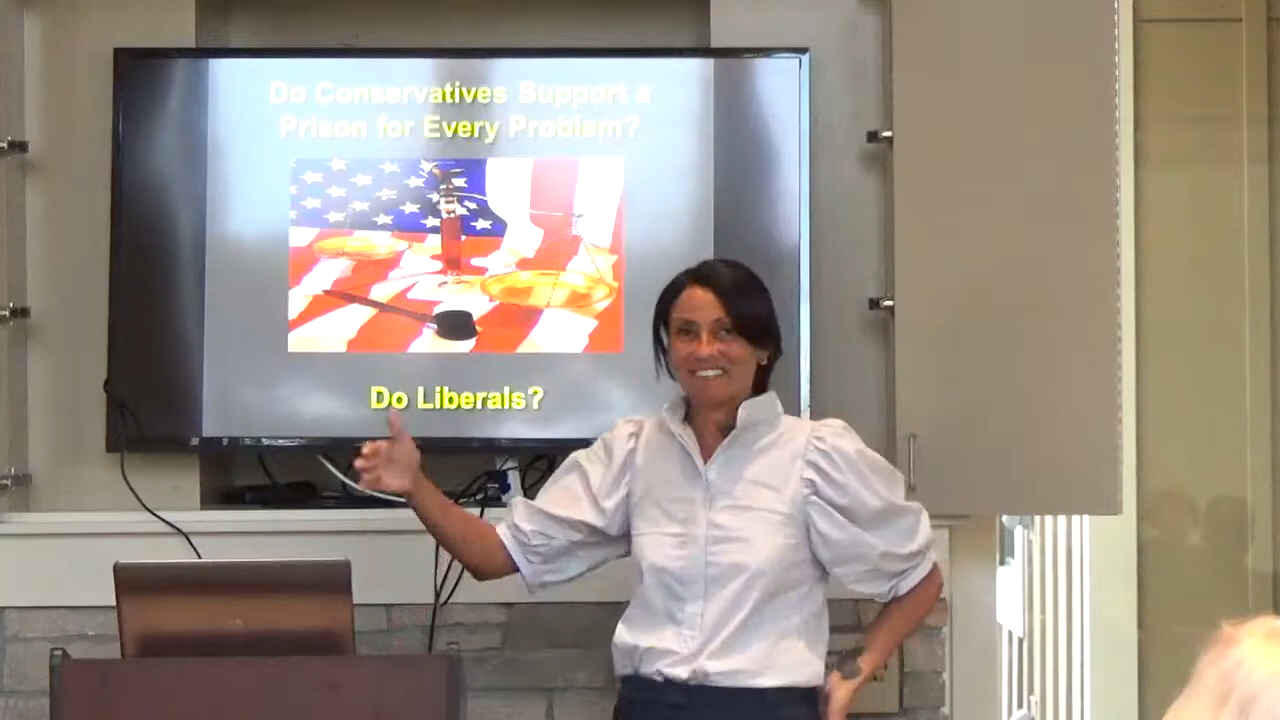 Do Conservatives Support a
Prison for Every Problem?
Do Liberals?